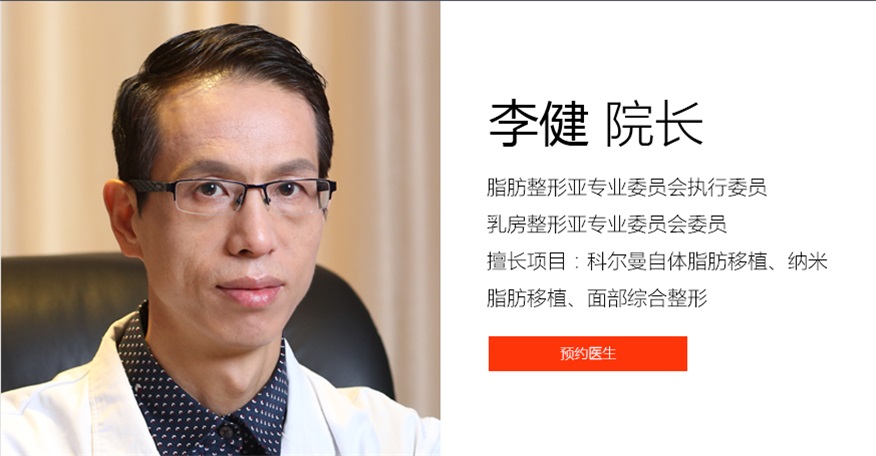 李健 院长
脂肪整形亚专业委员会执行委员
乳房整形亚专业委员会委员
擅长项目：科尔曼自体脂肪移植、纳米
脂肪移植、面部综合整形
预约医生